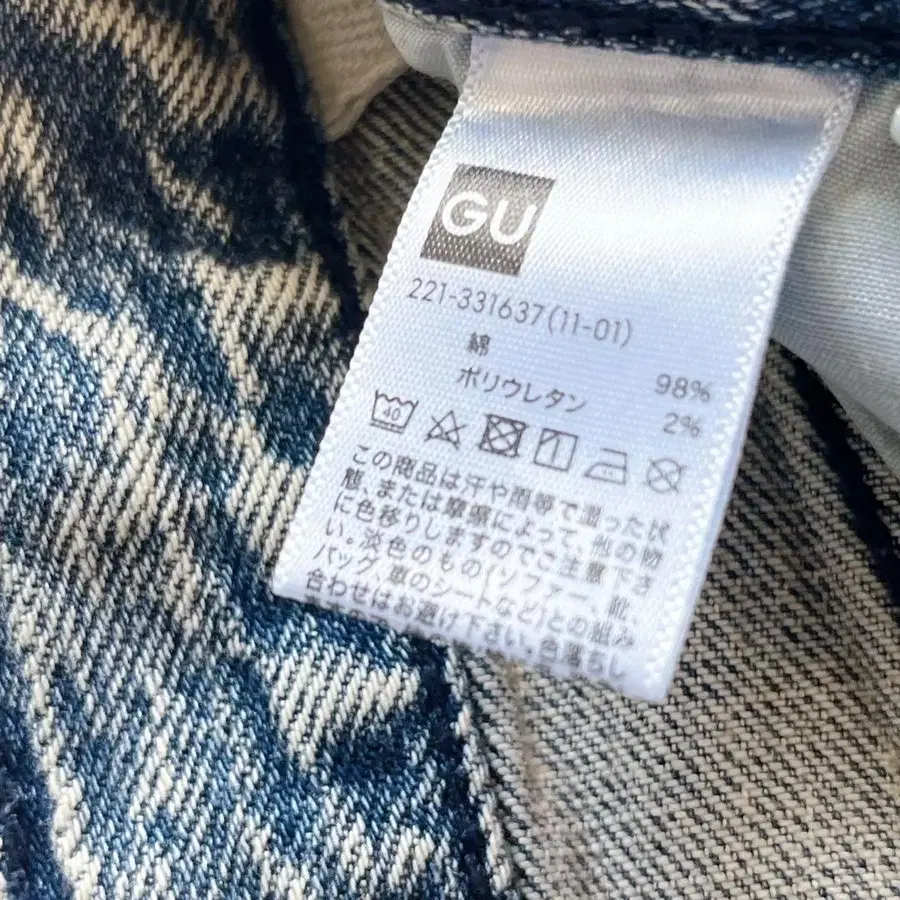 GU
221-331637(11-01)
綿 98%
ポリウレタン 2%
40
この商品は汗や雨等で湿った状
態、または摩擦によって、他の物
に色移りしますのでご注意下さ
い。淡色のもの(ソファー、靴、
バッグ、車のシートなど)との組み
合わせはお避け下さい。色落ちし